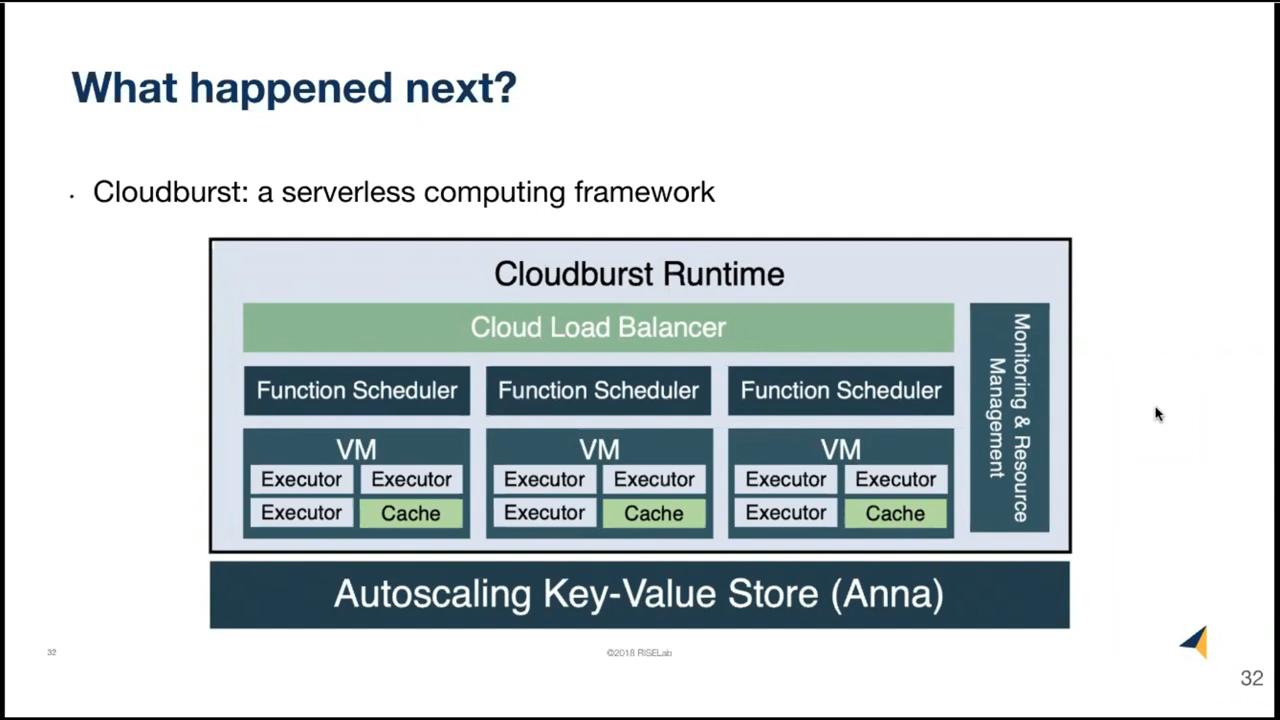 What happened next?
· Cloudburst: a serverless computing framework
Cloudburst Runtime
Cloud Load Balancer
Function Scheduler
Function Scheduler
Function Scheduler
VM
Executor
Executor
Executor
Cache
VM
Executor
Executor
Executor
Cache
VM
Executor
Executor
Executor
Cache
Monitoring & Resource
Management
Autoscaling Key-Value Store (Anna)
32
©2018 RISELab
32